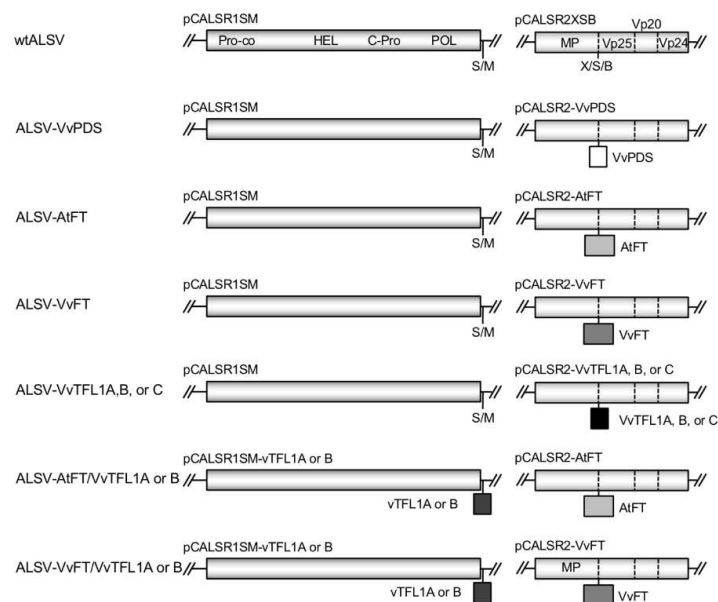 pCALSR1SM
pCALSR2XSB
Vp20
wtALSV
Pro-co HEL C-Pro POL
MP Vp25 Vp24
S/M
X/S/B
pCALSR1SM
pCALSR2-VvPDS
ALSV-VvPDS
S/M
VvPDS
pCALSR1SM
pCALSR2-AtFT
ALSV-AtFT
S/M
AtFT
pCALSR1SM
pCALSR2-VvFT
ALSV-VvFT
S/M
VvFT
pCALSR1SM
pCALSR2-VvTFL1A, B, or C
ALSV-VvTFL1A,B, or C
S/M
VvTFL1A, B, or C
pCALSR1SM-vTFL1A or B
pCALSR2-AtFT
ALSV-AtFT/VvTFL1A or B
vTFL1A or B
AtFT
pCALSR1SM-vTFL1A or B
pCALSR2-VvFT
ALSV-VvFT/VvTFL1A or B
MP
vTFL1A or B
VvFT